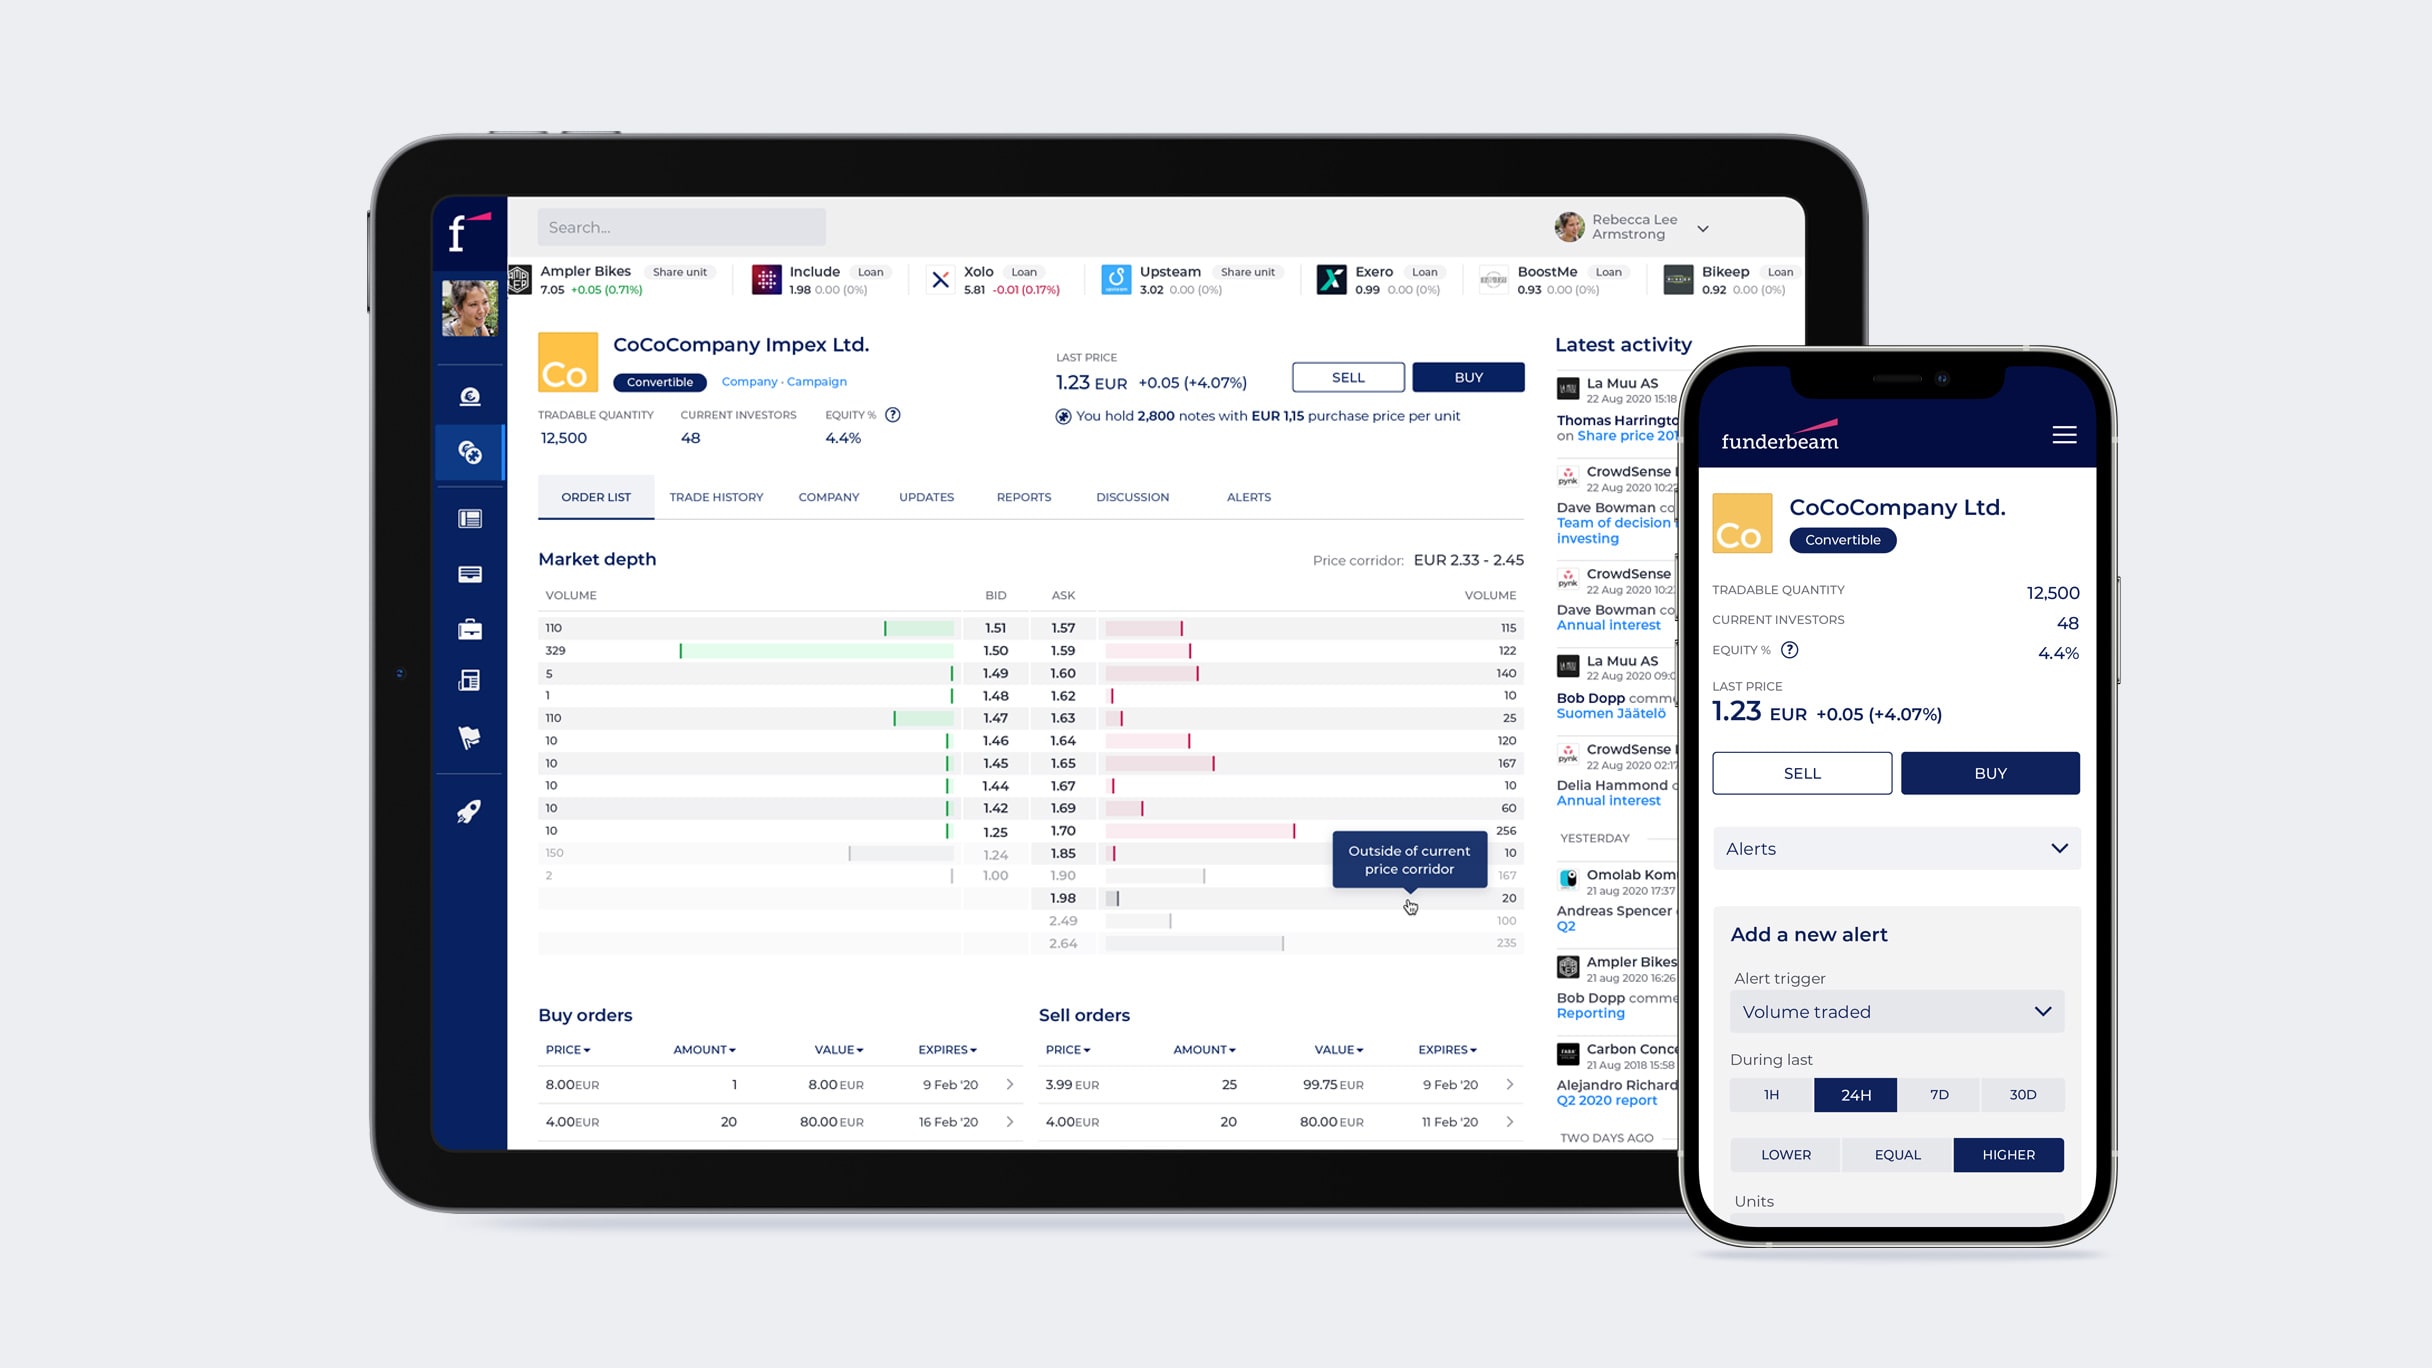 f
Search...
Rebecca Lee
Armstrong
Ampler Bikes Share unit
7.05 +0.05 (0.71%)
Include Loan
1.98 0.00 (0%)
Xolo Loan
5.81 -0.01 (0.17%)
Upsteam Share unit
3.02 0.00 (0%)
Exero Loan
0.99 0.00 (0%)
BoostMe Loan
0.93 0.00 (0%)
Bikeep Loan
0.92 0.00 (0%)
Co
CoCoCompany Impex Ltd.
Convertible Company · Campaign
TRADABLE QUANTITY CURRENT INVESTORS EQUITY % ?
12,500 48 4.4%
LAST PRICE
1.23 EUR +0.05 (+4.07%)
SELL BUY
You hold 2,800 notes with EUR 1,15 purchase price per unit
ORDER LIST TRADE HISTORY COMPANY UPDATES REPORTS DISCUSSION ALERTS
Market depth Price corridor: EUR 2.33 - 2.45
VOLUME BID ASK VOLUME
110 1.51 1.57 115
329 1.50 1.59 122
5 1.49 1.60 140
1 1.48 1.62 10
110 1.47 1.63 25
10 1.46 1.64 120
10 1.45 1.65 167
10 1.44 1.67 10
10 1.42 1.69 60
10 1.25 1.70 256
150 1.24 1.85 10
2 1.00 1.90 167
1.98 20
2.49 100
2.64 235
Outside of current
price corridor
Buy orders
PRICE AMOUNT VALUE EXPIRES
8.00EUR 1 8.00 EUR 9 Feb '20
4.00EUR 20 80.00 EUR 16 Feb '20
Sell orders
PRICE AMOUNT VALUE EXPIRES
3.99 EUR 25 99.75 EUR 9 Feb '20
4.00EUR 20 80.00 EUR 11 Feb '20
Latest activity
La Muu AS
22 Aug 2020 15:18
Thomas Harringto
on Share price 201
CrowdSense
22 Aug 2020 10:22
Dave Bowman co
Team of decision
investing
CrowdSense
22 Aug 2020 10:2
Dave Bowman co
Annual interest
La Muu AS
22 Aug 2020 09:0
Bob Dopp comme
Suomen Jäätelö
CrowdSense
22 Aug 2020 02:17
Delia Hammond
Annual interest
YESTERDAY
Omolab Kom
21 aug 2020 17:37
Andreas Spencer
Q2
Ampler Bikes
21 aug 2020 16:26
Bob Dopp comme
Reporting
Carbon Conce
21 Aug 2018 15:58
Alejandro Richard
Q2 2020 report
TWO DAYS AGO
funderbeam
Co
CoCoCompany Ltd.
Convertible
TRADABLE QUANTITY 12,500
CURRENT INVESTORS 48
EQUITY % ? 4.4%
LAST PRICE
1.23 EUR +0.05 (+4.07%)
SELL BUY
Alerts
Add a new alert
Alert trigger
Volume traded
During last
1H 24H 7D 30D
LOWER EQUAL HIGHER
Units